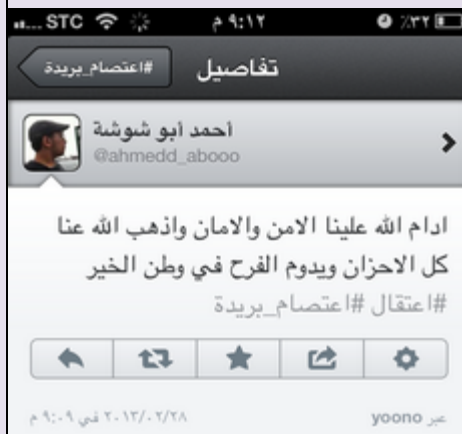 STC ٩:١٢ م ٪٣٢
#اعتصام_بريدة تفاصيل
أحمد أبو شوشة
@ahmedd_abooo
ادام الله علينا الامن والامان واذهب الله عنا
كل الاحزان ويدوم الفرح في وطن الخير
#اعتقال #اعتصام_بريدة
٢٠١٣/٠٢/٢٨ في ٩:٠٩ م عبر yoono